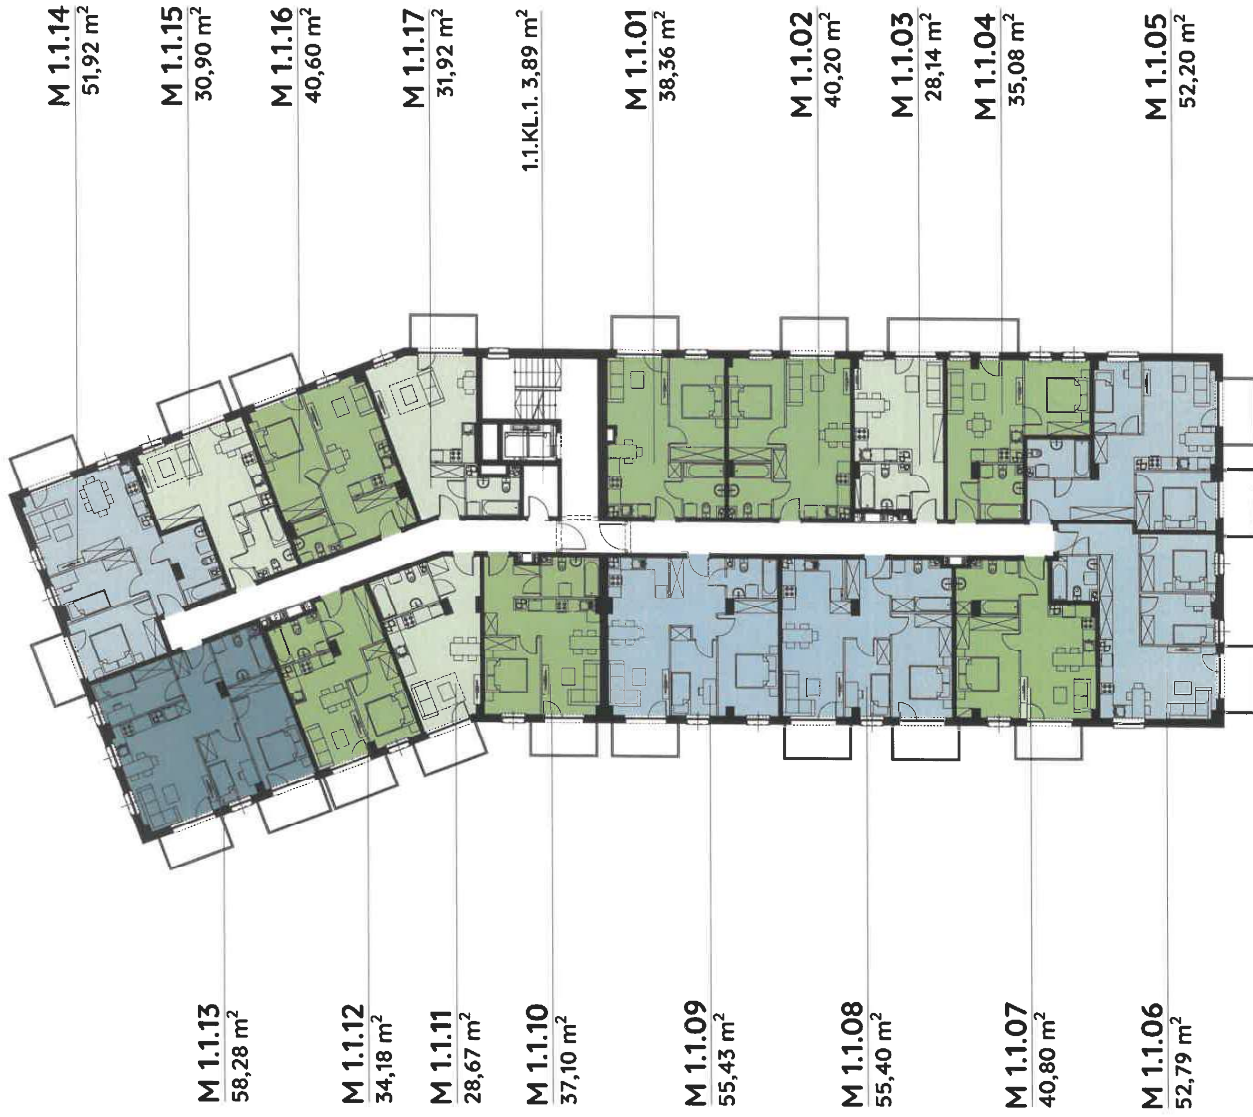 M 1.1.14
51,92 m²
M 1.1.15
30,90 m²
M 1.1.16
40,60 m²
M 1.1.17
31,92 m²
1.1.KL.1. 3,89 m²
M 1.1.01
38,36 m²
M 1.1.02
40,20 m²
M 1.1.03
28,14 m²
M 1.1.04
35,08 m²
M 1.1.05
52,20 m²
M 1.1.13
58,28 m²
M 1.1.12
34,18 m²
M 1.1.11
28,67 m²
M 1.1.10
37,10 m²
M 1.1.09
55,43 m²
M 1.1.08
55,40 m²
M 1.1.07
40,80 m²
M 1.1.06
52,79 m²